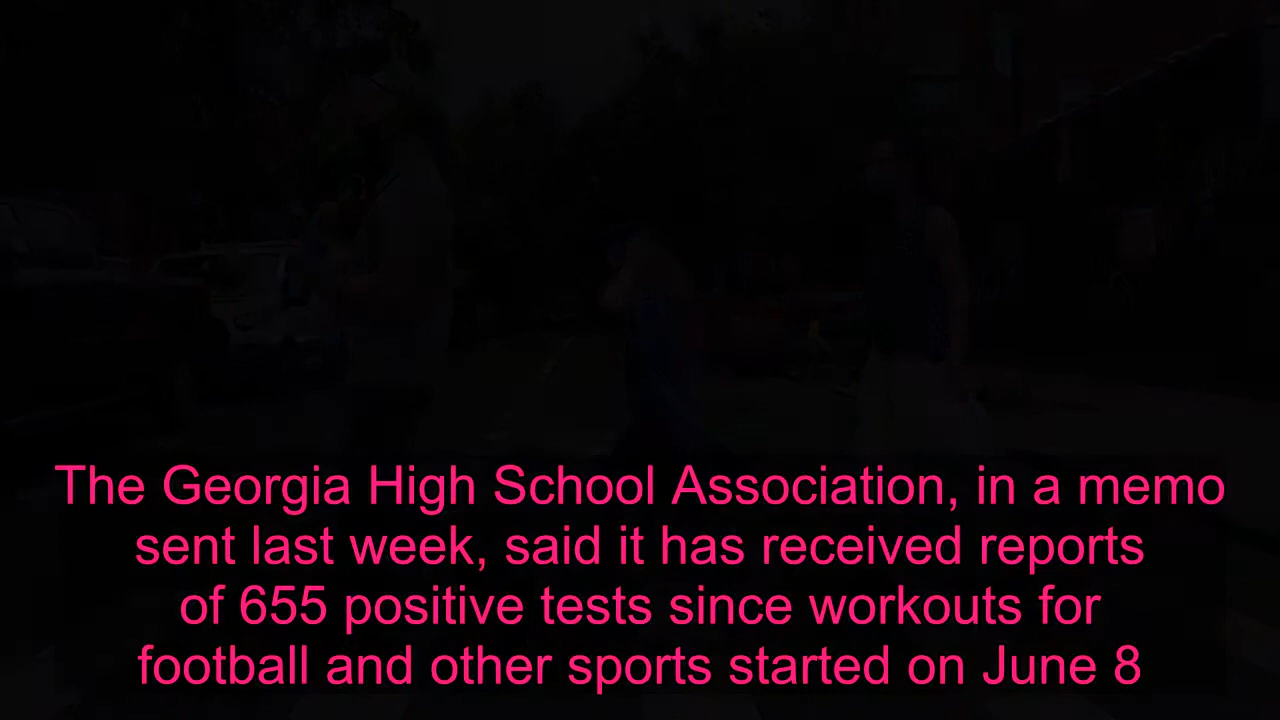 The Georgia High School Association, in a memo
sent last week, said it has received reports
of 655 positive tests since workouts for
football and other sports started on June 8